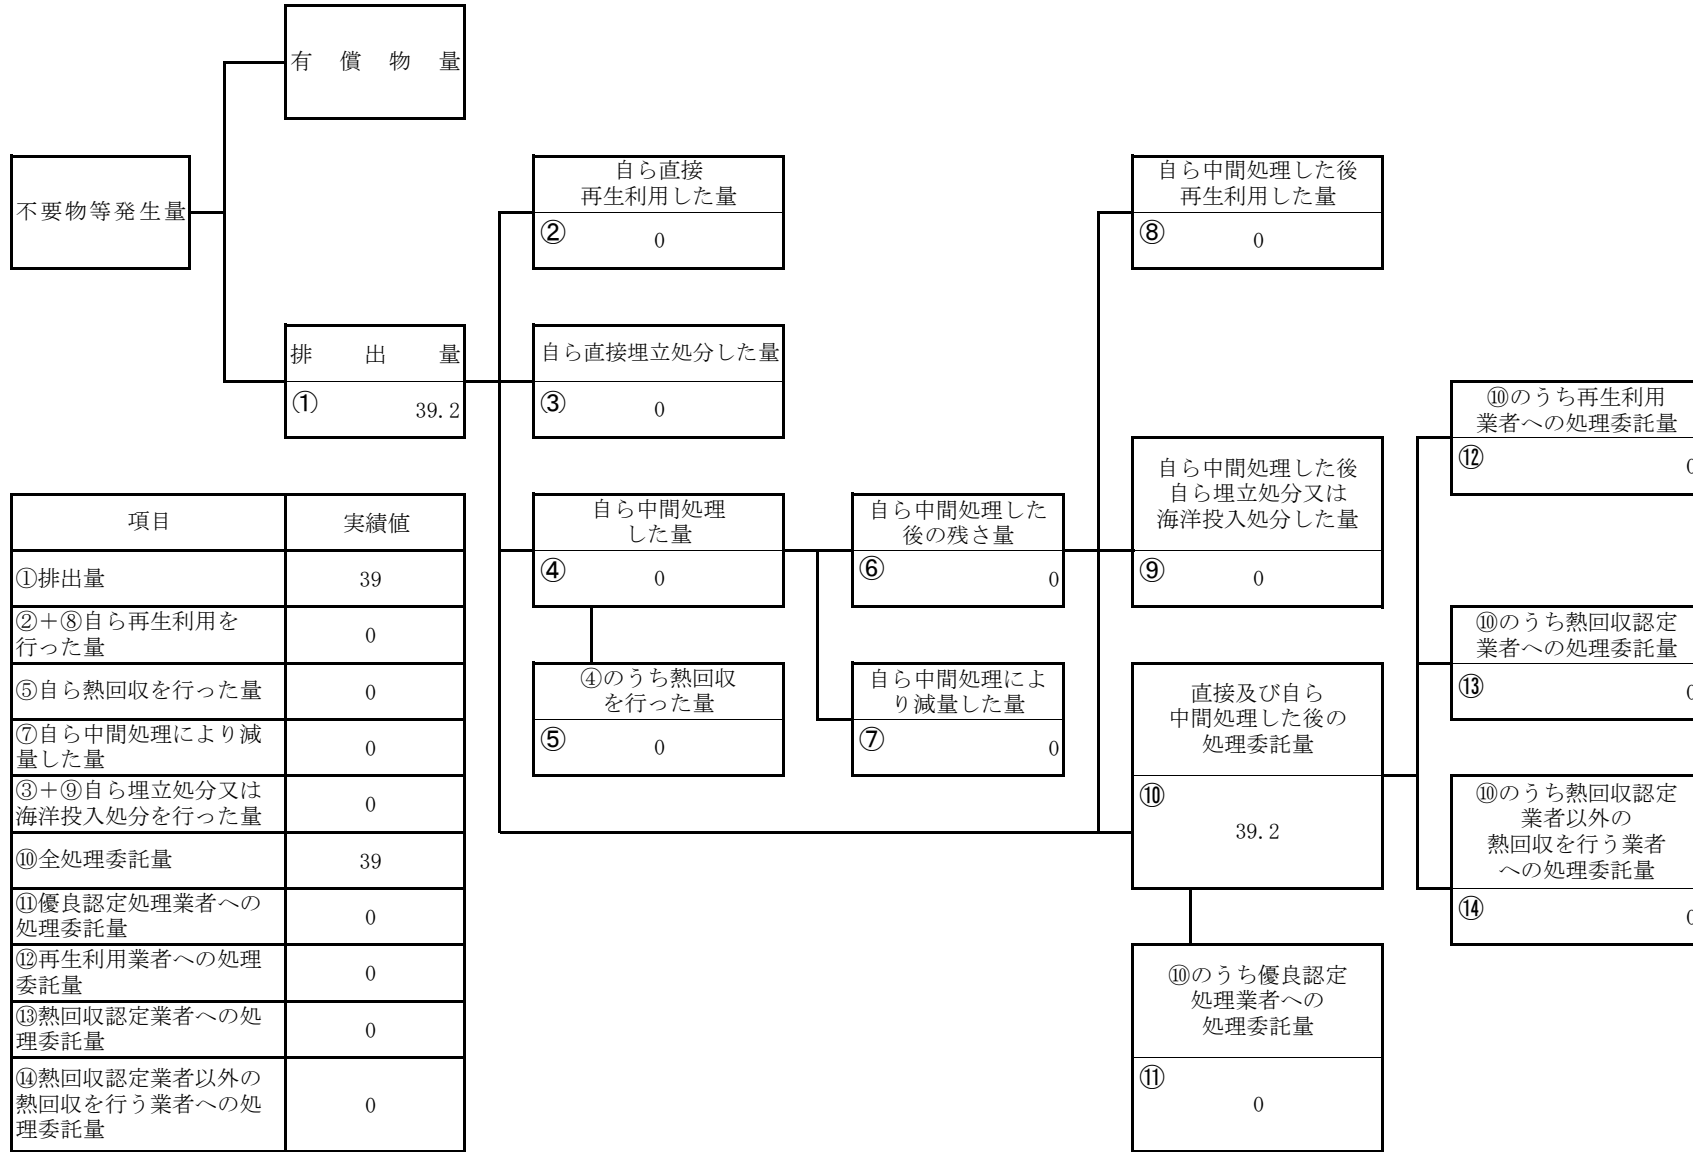 有償物量
不要物等発生量
排出量
① 39.2
自ら直接
再生利用した量
② 0
自ら直接埋立処分した量
③ 0
自ら中間処理
した量
④ 0
④のうち熱回収
を行った量
⑤ 0
自ら中間処理した
後の残さ量
⑥ 0
自ら中間処理によ
り減量した量
⑦ 0
自ら中間処理した後
再生利用した量
⑧ 0
自ら中間処理した後
自ら埋立処分又は
海洋投入処分した量
⑨ 0
直接及び自ら
中間処理した後の
処理委託量
⑩
39.2
⑩のうち優良認定
処理業者への
処理委託量
⑪
0
⑩のうち再生利用
業者への処理委託量
⑫ 0
⑩のうち熱回収認定
業者への処理委託量
⑬ 0
⑩のうち熱回収認定
業者以外の
熱回収を行う業者
への処理委託量
⑭ 0
項目 実績値
①排出量 39
②+⑧自ら再生利用を
行った量 0
⑤自ら熱回収を行った量 0
⑦自ら中間処理により減
量した量 0
③+⑨自ら埋立処分又は
海洋投入処分を行った量 0
⑩全処理委託量 39
⑪優良認定処理業者への
処理委託量 0
⑫再生利用業者への処理
委託量 0
⑬熱回収認定業者への処
理委託量 0
⑭熱回収認定業者以外の
熱回収を行う業者への処
理委託量 0